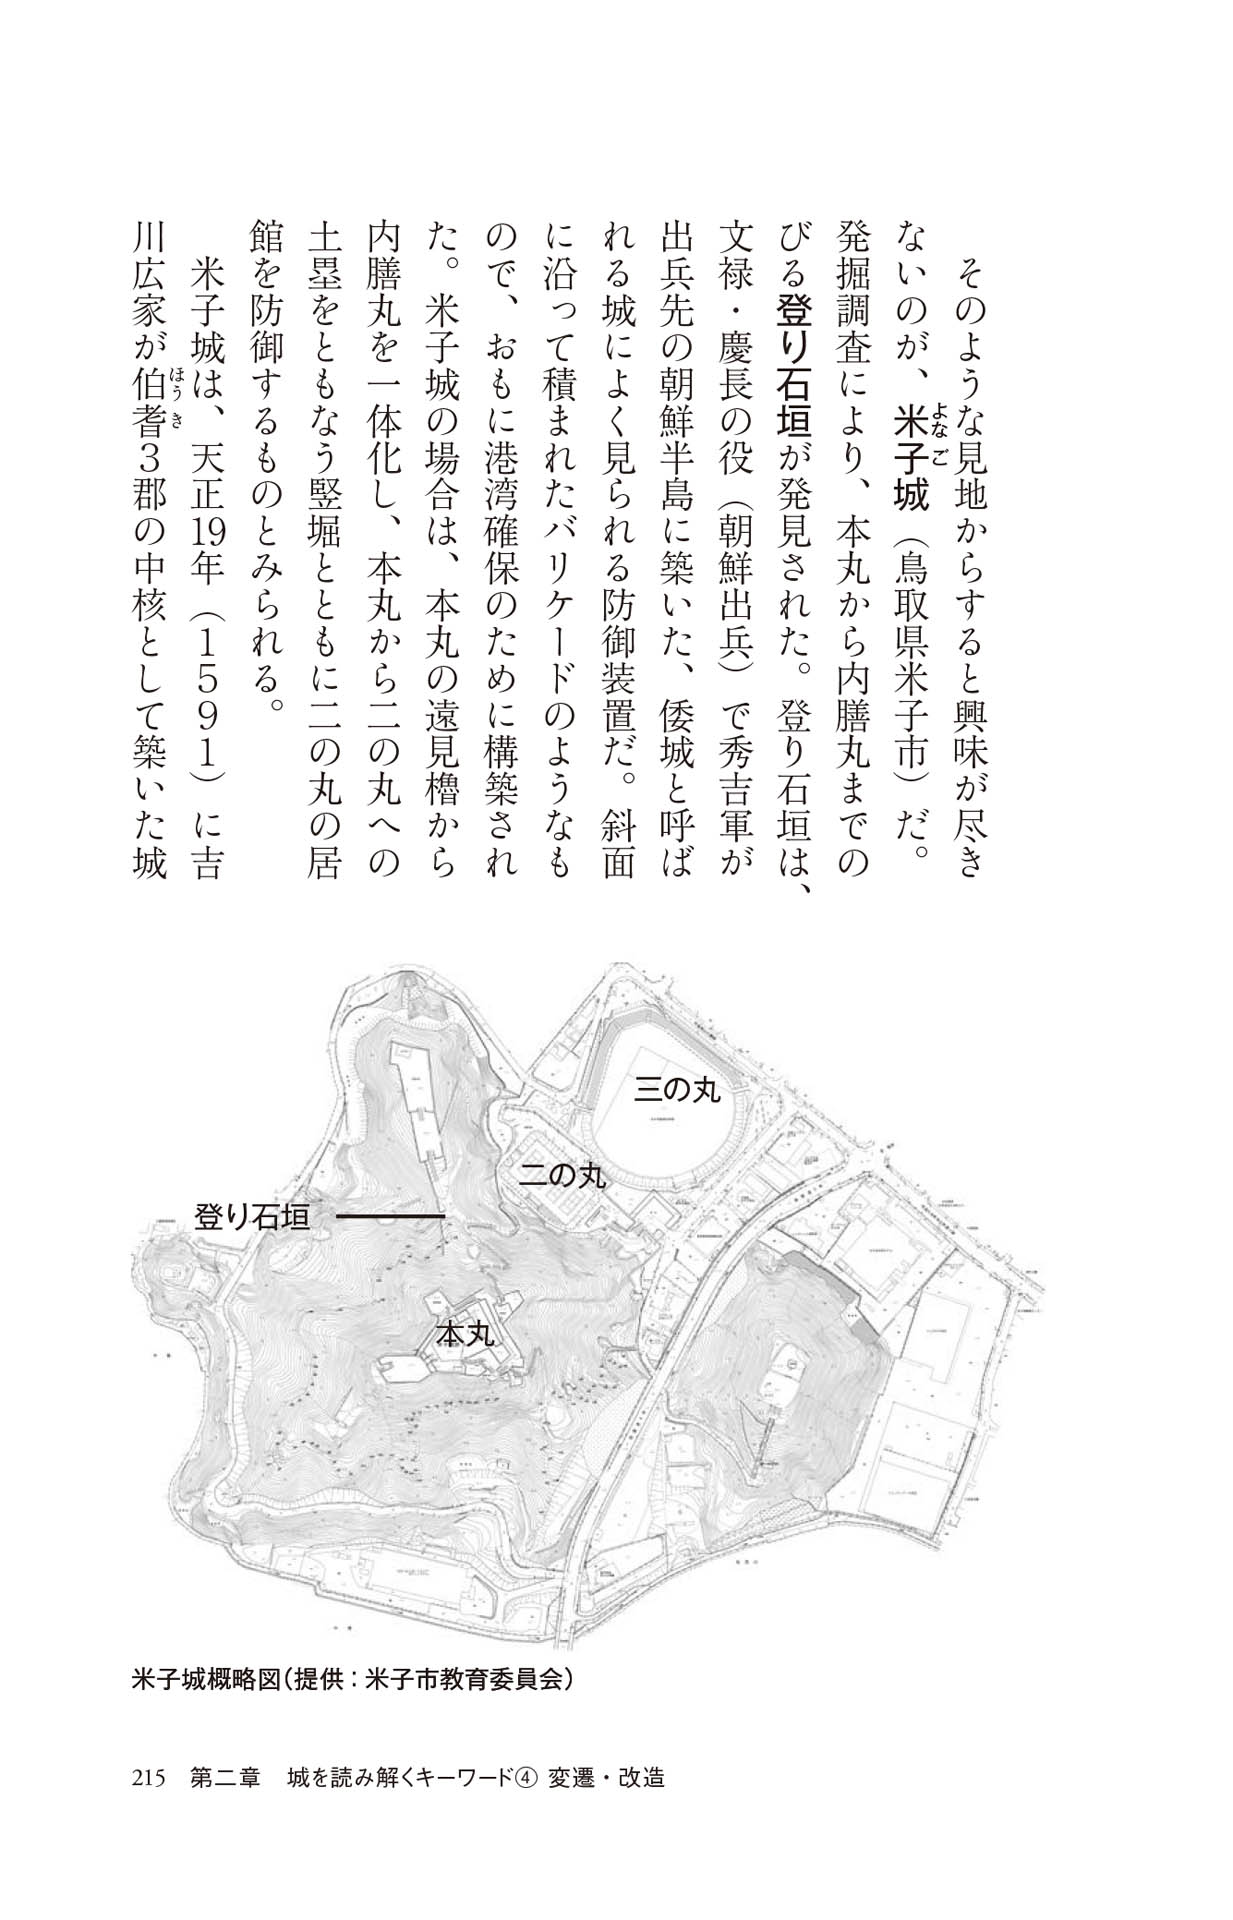 そのような見地からすると興味が尽き
ないのが、米子城（鳥取県米子市）だ。
よなご
発掘調査により、本丸から内膳丸までの
びる登り石垣が発見された。登り石垣は、
文禄・慶長の役（朝鮮出兵）で秀吉軍が
出兵先の朝鮮半島に築いた、倭城と呼ば
れる城によく見られる防御装置だ。斜面
に沿って積まれたバリケードのようなも
ので、おもに港湾確保のために構築され
た。米子城の場合は、本丸の遠見櫓から
内膳丸を一体化し、本丸から二の丸への
土塁をともなう竪堀とともに二の丸の居
館を防御するものとみられる。
米子城は、天正19年（1591）に吉
川広家が伯耆3郡の中核として築いた城
ほうき
三の丸
二の丸
登り石垣
本丸
米子城概略図（提供：米子市教育委員会）
215 第二章 城を読み解くキーワード④ 変遷・改造